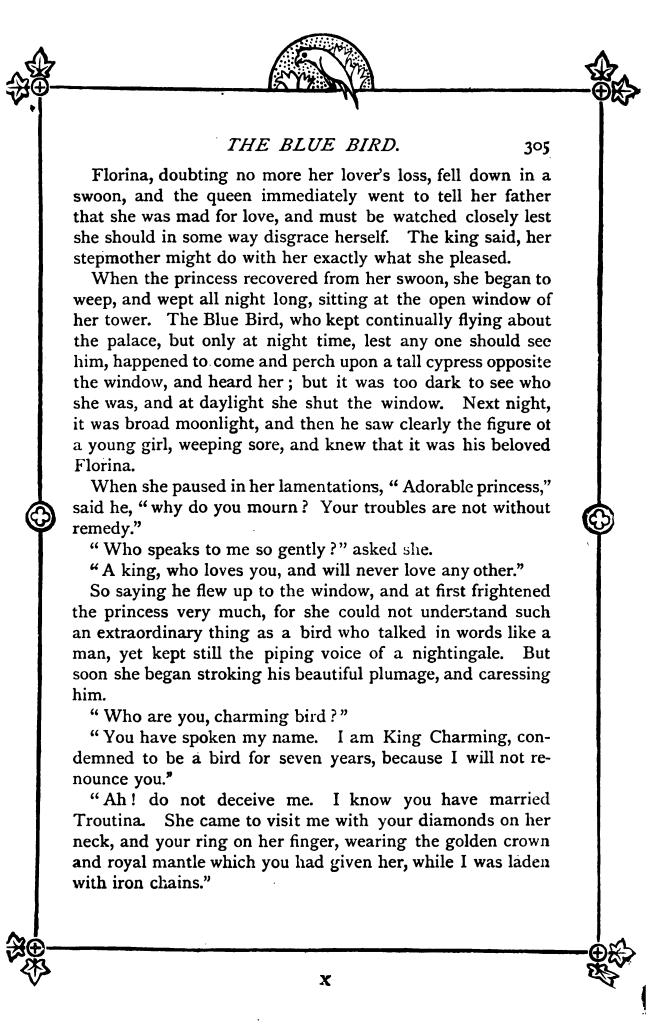 THE BLUE BIRD. 305
Florina, doubting no more her lover's loss, fell down in a
swoon, and the queen immediately went to tell her father
that she was mad for love, and must be watched closely lest
she should in some way disgrace herself. The king said, her
stepmother might do with her exactly what she pleased.
When the princess recovered from her swoon, she began to
weep, and wept all night long, sitting at the open window of
her tower. The Blue Bird, who kept continually flying about
the palace, but only at night time, lest any one should see
him, happened to come and perch upon a tall cypress opposite
the window, and heard her ; but it was too dark to see who
she was, and at daylight she shut the window. Next night,
it was broad moonlight, and then he saw clearly the figure of
a young girl, weeping sore, and knew that it was his beloved
Florina.
When she paused in her lamentations, “ Adorable princess,”
said he, “ why do you mourn ? Your troubles are not without
remedy.”
“ Who speaks to me so gently ?” asked she.
“ A king, who loves you, and will never love any other.”
So saying he flew up to the window, and at first frightened
the princess very much, for she could not understand such
an extraordinary thing as a bird who talked in words like a
man, yet kept still the piping voice of a nightingale. But
soon she began stroking his beautiful plumage, and caressing
him.
“ Who are you, charming bird ? ”
“ You have spoken my name. I am King Charming, con-
demned to be a bird for seven years, because I will not re-
nounce you.”
“ Ah ! do not deceive me. I know you have married
Troutina. She came to visit me with your diamonds on her
neck, and your ring on her finger, wearing the golden crown
and royal mantle which you had given her, while I was laden
with iron chains.”
X